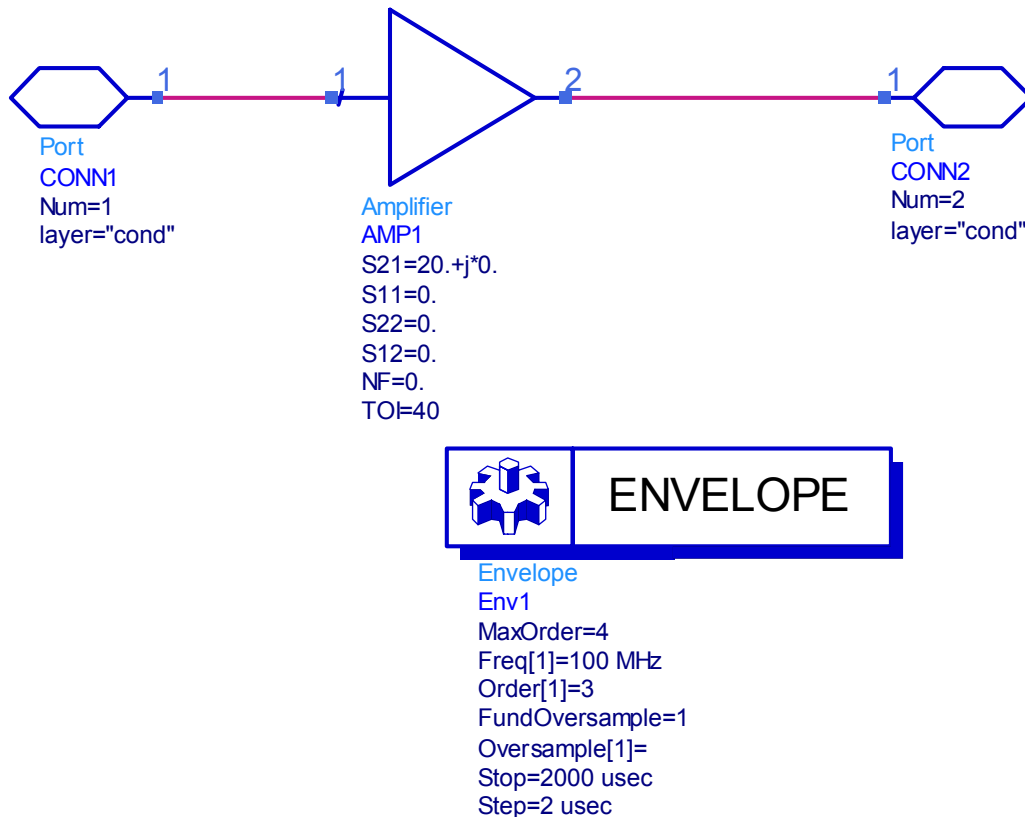 1
1
2
1
Port
CONN1
Num=1
layer="cond"
Amplifier
AMP1
S21=20.+j*0.
S11=0.
S22=0.
S12=0.
NF=0.
TOI=40
Port
CONN2
Num=2
layer="cond"
ENVELOPE
Envelope
Env1
MaxOrder=4
Freq[1]=100 MHz
Order[1]=3
FundOversample=1
Oversample[1]=
Stop=2000 usec
Step=2 usec